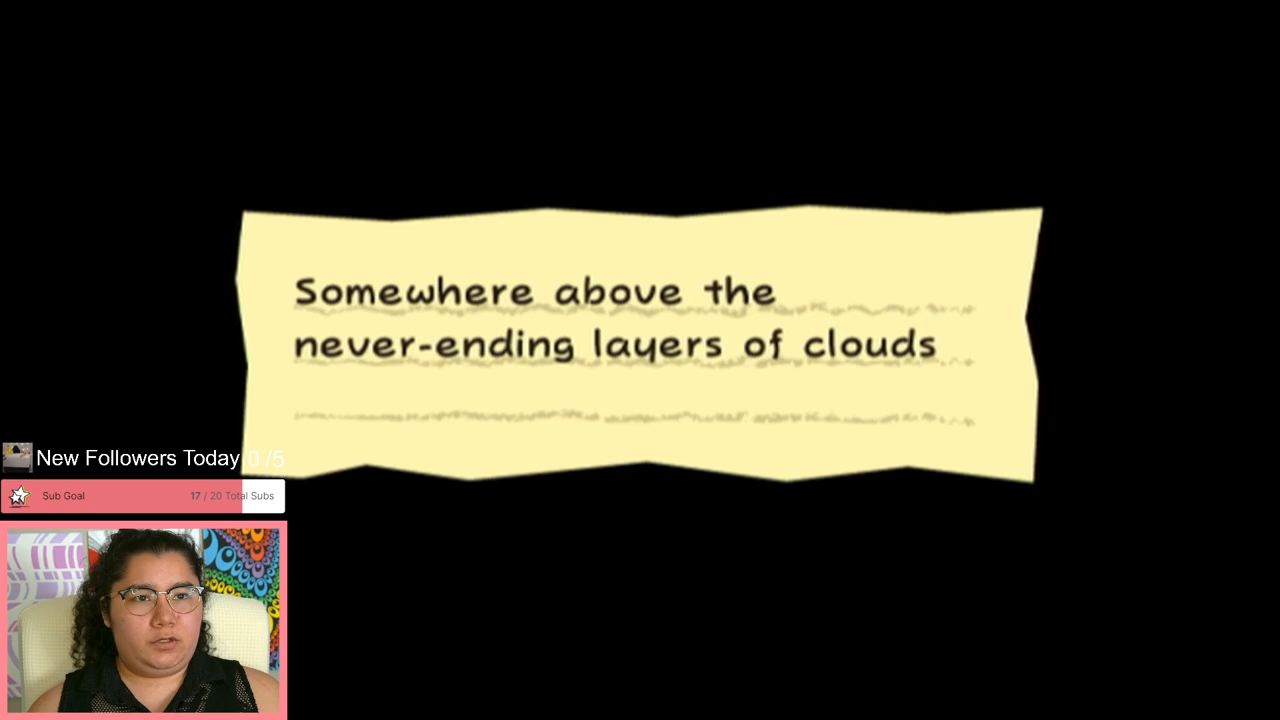 Somewhere above the
never-ending layers of clouds
New Followers Today 0/5
Sub Goal 17 / 20 Total Subs